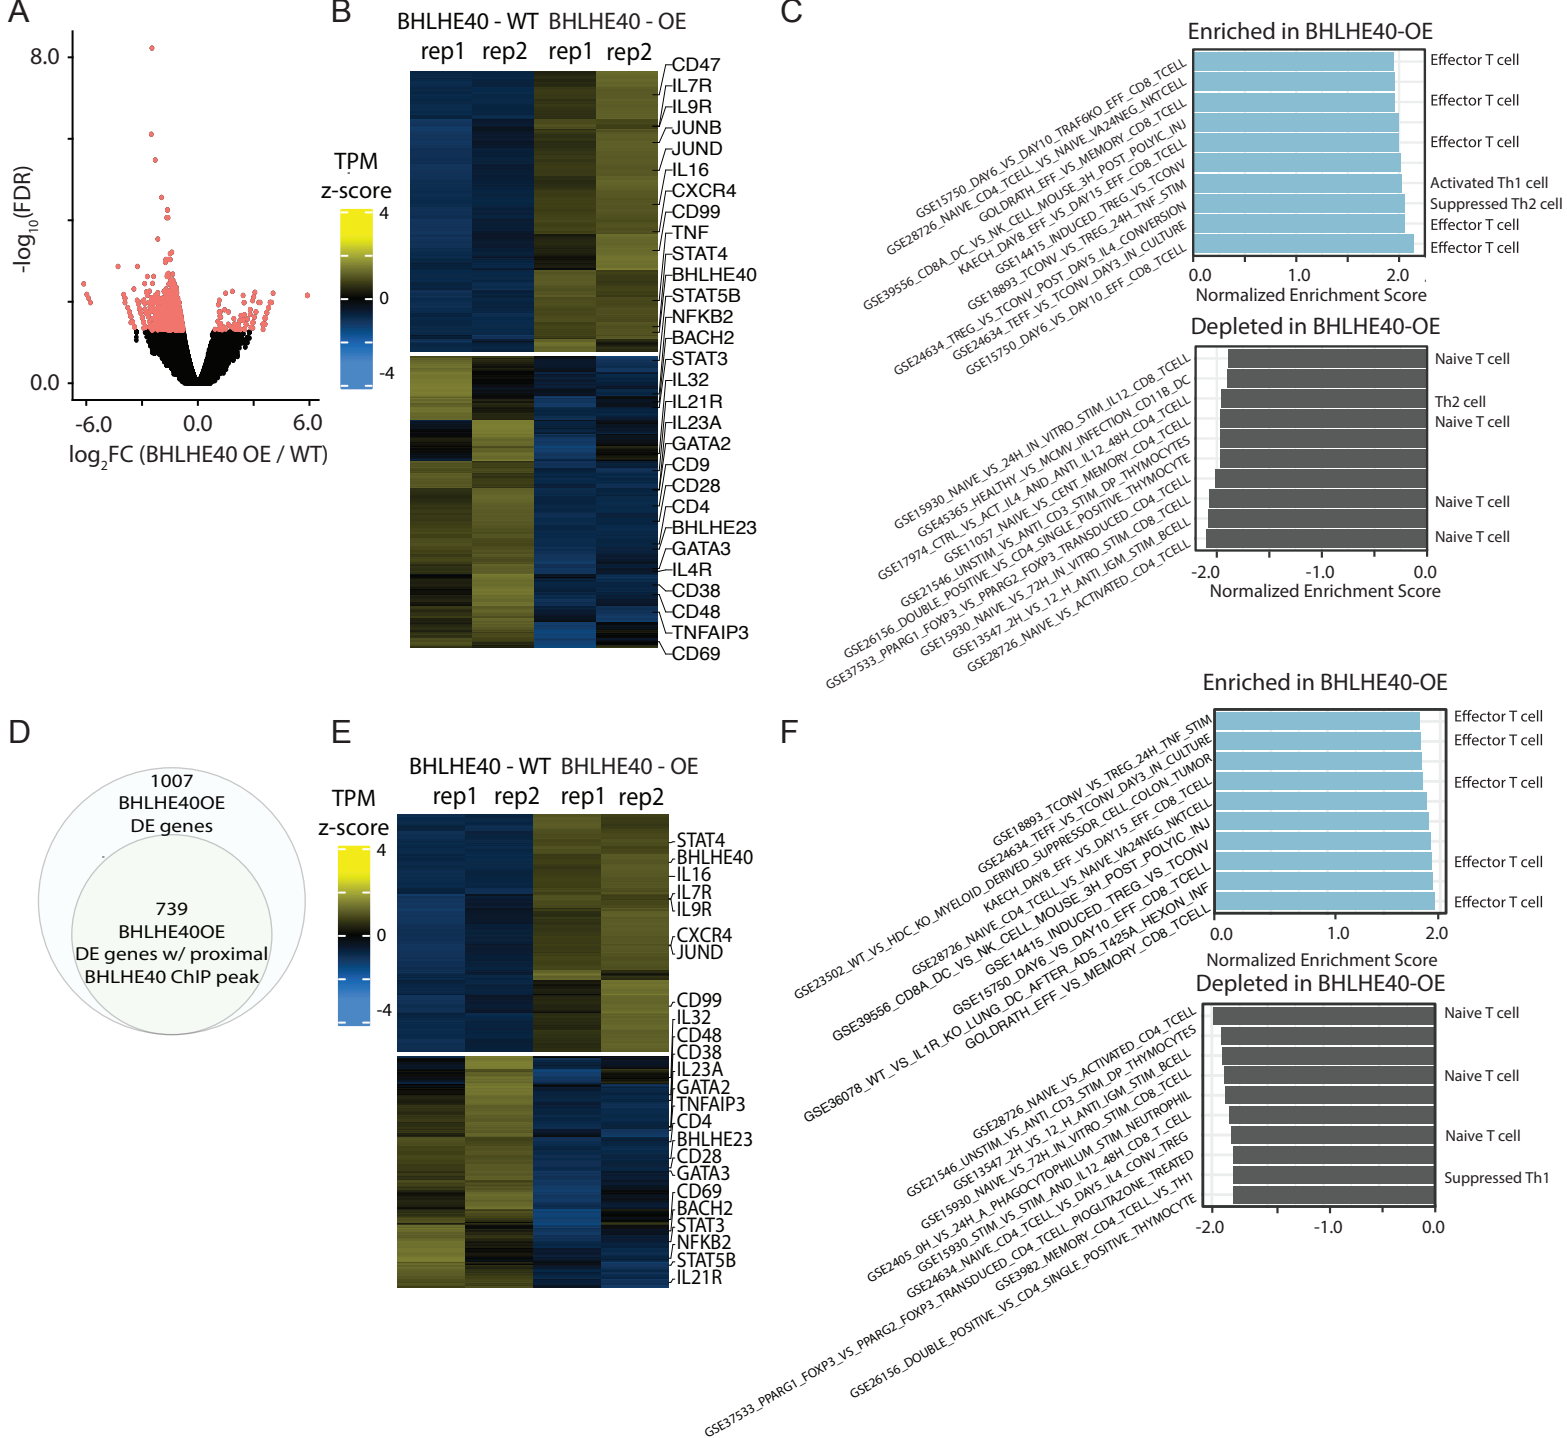 A
8.0
0.0
-log10(FDR)
-6.0
0.0
6.0
log2FC (BHLHE40 OE / WT)
B
BHLHE40 - WT
BHLHE40 - OE
rep1
rep2
rep1
rep2
TPM
z-score
4
0
-4
CD47
IL7R
IL9R
JUNB
JUND
IL16
CXCR4
CD99
TNF
STAT4
BHLHE40
STAT5B
NFKB2
BACH2
STAT3
IL32
IL21R
IL23A
GATA2
CD9
CD28
CD4
BHLHE23
GATA3
IL4R
CD38
CD48
TNFAIP3
CD69
C
Enriched in BHLHE40-OE
GSE15750_DAY6_VS_DAY10_TRAF6KO_EFF_CD8_TCELL
GSE28726_NAIVE_CD4_TCELL_VS_NAIVE_VA24NEG_NKTCELL
GOLDRATH_EFF_VS_MEMORY_CD8_TCELL
GSE39556_CD8A_DC_VS_NK_CELL_MOUSE_3H_POST_POLYIC_INJ
KAECH_DAY8_EFF_VS_DAY15_EFF_CD8_TCELL
GSE14415_INDUCED_TREG_VS_TCONV
GSE18893_TCONV_VS_TREG_24H_TNF_STIM
GSE24634_TREG_VS_TCONV_POST_DAY5_IL4_CONVERSION
GSE24634_TEFF_VS_TCONV_DAY3_IN_CULTURE
GSE15750_DAY6_VS_DAY10_EFF_CD8_TCELL
Effector T cell
Effector T cell
Effector T cell
Activated Th1 cell
Suppressed Th2 cell
Effector T cell
Effector T cell
0.0
1.0
2.0
Normalized Enrichment Score
Depleted in BHLHE40-OE
GSE15930_NAIVE_VS_24H_IN_VITRO_STIM_IL12_CD8_TCELL
GSE45365_HEALTHY_VS_MCMV_INFECTION_CD11B_DC
GSE17974_CTRL_VS_ACT_IL4_AND_ANTI_IL12_48H_CD4_TCELL
GSE11057_NAIVE_VS_CENT_MEMORY_CD4_TCELL
GSE21546_UNSTIM_VS_ANTI_CD3_STIM_DP_THYMOCYTES
GSE26156_DOUBLE_POSITIVE_VS_CD4_SINGLE_POSITIVE_THYMOCYTE
GSE37533_PPARG1_FOXP3_VS_PPARG2_FOXP3_TRANSDUCED_CD4_TCELL
GSE15930_NAIVE_VS_72H_IN_VITRO_STIM_CD8_TCELL
GSE13547_2H_VS_12_H_ANTI_IGM_STIM_BCELL
GSE28726_NAIVE_VS_ACTIVATED_CD4_TCELL
Naive T cell
Th2 cell
Naive T cell
Naive T cell
Naive T cell
-2.0
-1.0
0.0
Normalized Enrichment Score
D
1007
BHLHE40OE
DE genes
739
BHLHE40OE
DE genes w/ proximal
BHLHE40 ChIP peak
E
BHLHE40 - WT
BHLHE40 - OE
rep1
rep2
rep1
rep2
TPM
z-score
4
0
-4
STAT4
BHLHE40
IL16
IL7R
IL9R
CXCR4
JUND
CD99
IL32
CD48
CD38
IL23A
GATA2
TNFAIP3
CD4
BHLHE23
CD28
GATA3
CD69
BACH2
STAT3
NFKB2
STAT5B
IL21R
F
Enriched in BHLHE40-OE
GSE18893_TCONV_VS_TREG_24H_TNF_STIM
GSE24634_TEFF_VS_TCONV_DAY3_IN_CULTURE
GSE23502_WT_VS_HDC_KO_MYELOID_DERIVED_SUPPRESSOR_CELL_COLON_TUMOR
KAECH_DAY8_EFF_VS_DAY15_EFF_CD8_TCELL
GSE28726_NAIVE_CD4_TCELL_VS_NAIVE_VA24NEG_NKTCELL
GSE39556_CD8A_DC_VS_NK_CELL_MOUSE_3H_POST_POLYIC_INJ
GSE14415_INDUCED_TREG_VS_TCONV
GSE15750_DAY6_VS_DAY10_EFF_CD8_TCELL
GSE36078_WT_VS_IL1R_KO_LUNG_DC_AFTER_AD5_T425A_HEXON_INF
GOLDRATH_EFF_VS_MEMORY_CD8_TCELL
Effector T cell
Effector T cell
Effector T cell
Effector T cell
Effector T cell
0.0
1.0
2.0
Normalized Enrichment Score
Depleted in BHLHE40-OE
GSE28726_NAIVE_VS_ACTIVATED_CD4_TCELL
GSE21546_UNSTIM_VS_ANTI_CD3_STIM_DP_THYMOCYTES
GSE13547_2H_VS_12_H_ANTI_IGM_STIM_BCELL
GSE15930_NAIVE_VS_72H_IN_VITRO_STIM_CD8_TCELL
GSE2405_0H_VS_24H_A_PHAGOCYTOPHILUM_STIM_NEUTROPHIL
GSE15930_STIM_VS_STIM_AND_IL12_48H_CD8_T_CELL
GSE24634_NAIVE_CD4_TCELL_VS_DAY5_IL4_CONV_TREG
GSE37533_PPARG1_FOXP3_VS_PPARG2_FOXP3_TRANSDUCED_CD4_TCELL_PIOGLITAZONE_TREATED
GSE3982_MEMORY_CD4_TCELL_VS_TH1
GSE26156_DOUBLE_POSITIVE_VS_CD4_SINGLE_POSITIVE_THYMOCYTE
Naive T cell
Naive T cell
Naive T cell
Suppressed Th1
-2.0
-1.0
0.0